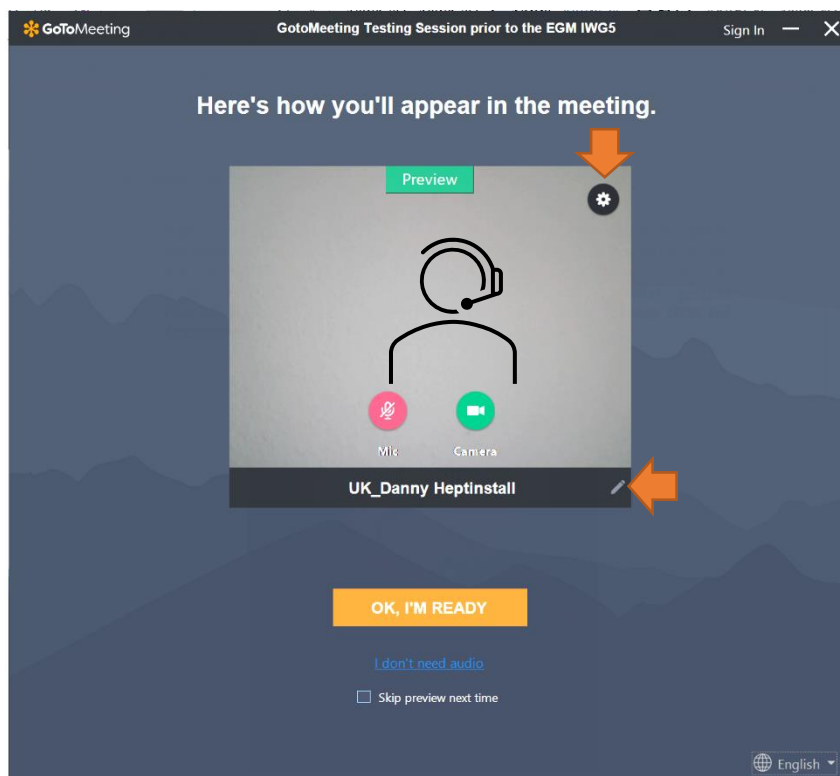 GoToMeeting
GotoMeeting Testing Session prior to the EGM IWG5
Sign In
Here's how you'll appear in the meeting.
Preview
Mic
Camera
UK_Danny Heptinstall
OK, I'M READY
I don't need audio
Skip preview next time
English